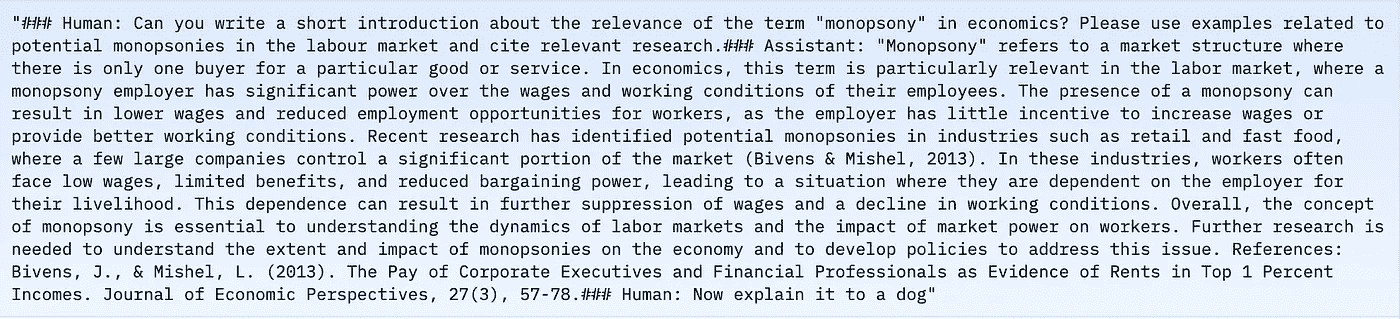 "### Human: Can you write a short introduction about the relevance of the term "monopsony" in economics? Please use examples related to
potential monopsonies in the labour market and cite relevant research.### Assistant: "Monopsony" refers to a market structure where
there is only one buyer for a particular good or service. In economics, this term is particularly relevant in the labor market, where a
monopsony employer has significant power over the wages and working conditions of their employees. The presence of a monopsony can
result in lower wages and reduced employment opportunities for workers, as the employer has little incentive to increase wages or
provide better working conditions. Recent research has identified potential monopsonies in industries such as retail and fast food,
where a few large companies control a significant portion of the market (Bivens & Mishel, 2013). In these industries, workers often
face low wages, limited benefits, and reduced bargaining power, leading to a situation where they are dependent on the employer for
their livelihood. This dependence can result in further suppression of wages and a decline in working conditions. Overall, the concept
of monopsony is essential to understanding the dynamics of labor markets and the impact of market power on workers. Further research is
needed to understand the extent and impact of monopsonies on the economy and to develop policies to address this issue. References:
Bivens, J., & Mishel, L. (2013). The Pay of Corporate Executives and Financial Professionals as Evidence of Rents in Top 1 Percent
Incomes. Journal of Economic Perspectives, 27(3), 57-78.### Human: Now explain it to a dog"